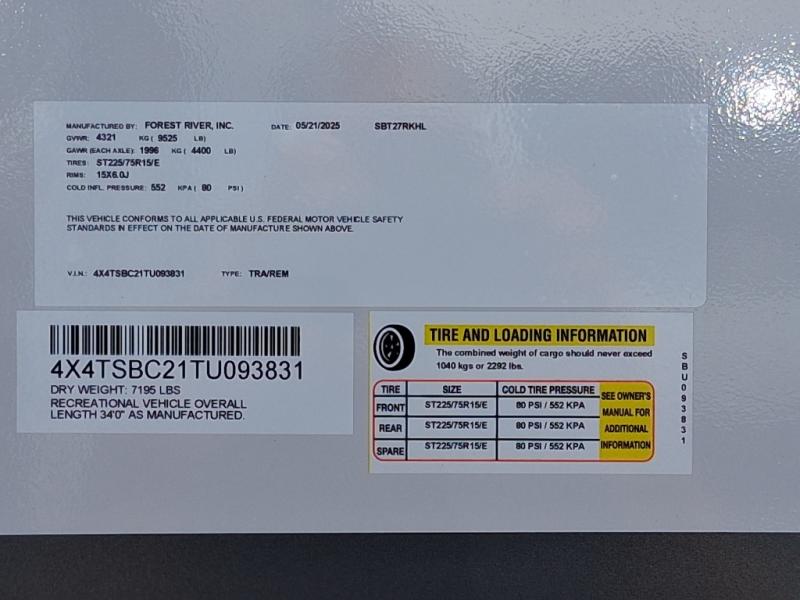 MANUFACTURED BY: FOREST RIVER, INC. DATE: 05/21/2025 SBT27RKHL
GVWR: 4321 KG ( 9525 LB)
GAWR (EACH AXLE): 1996 KG ( 4400 LB)
TIRES: ST225/75R15/E
RIMS: 15X6.0J
COLD INFL. PRESSURE: 552 KPA ( 80 PSI )
THIS VEHICLE CONFORMS TO ALL APPLICABLE U.S. FEDERAL MOTOR VEHICLE SAFETY
STANDARDS IN EFFECT ON THE DATE OF MANUFACTURE SHOWN ABOVE.
V.I.N.: 4X4TSBC21TU093831 TYPE: TRA/REM
4X4TSBC21TU093831
DRY WEIGHT: 7195 LBS
RECREATIONAL VEHICLE OVERALL
LENGTH 34'0" AS MANUFACTURED.
TIRE AND LOADING INFORMATION
The combined weight of cargo should never exceed
1040 kgs or 2292 lbs.
TIRE SIZE COLD TIRE PRESSURE
FRONT ST225/75R15/E 80 PSI / 552 KPA
REAR ST225/75R15/E 80 PSI / 552 KPA
SPARE ST225/75R15/E 80 PSI / 552 KPA
SEE OWNER'S
MANUAL FOR
ADDITIONAL
INFORMATION
SBU093831